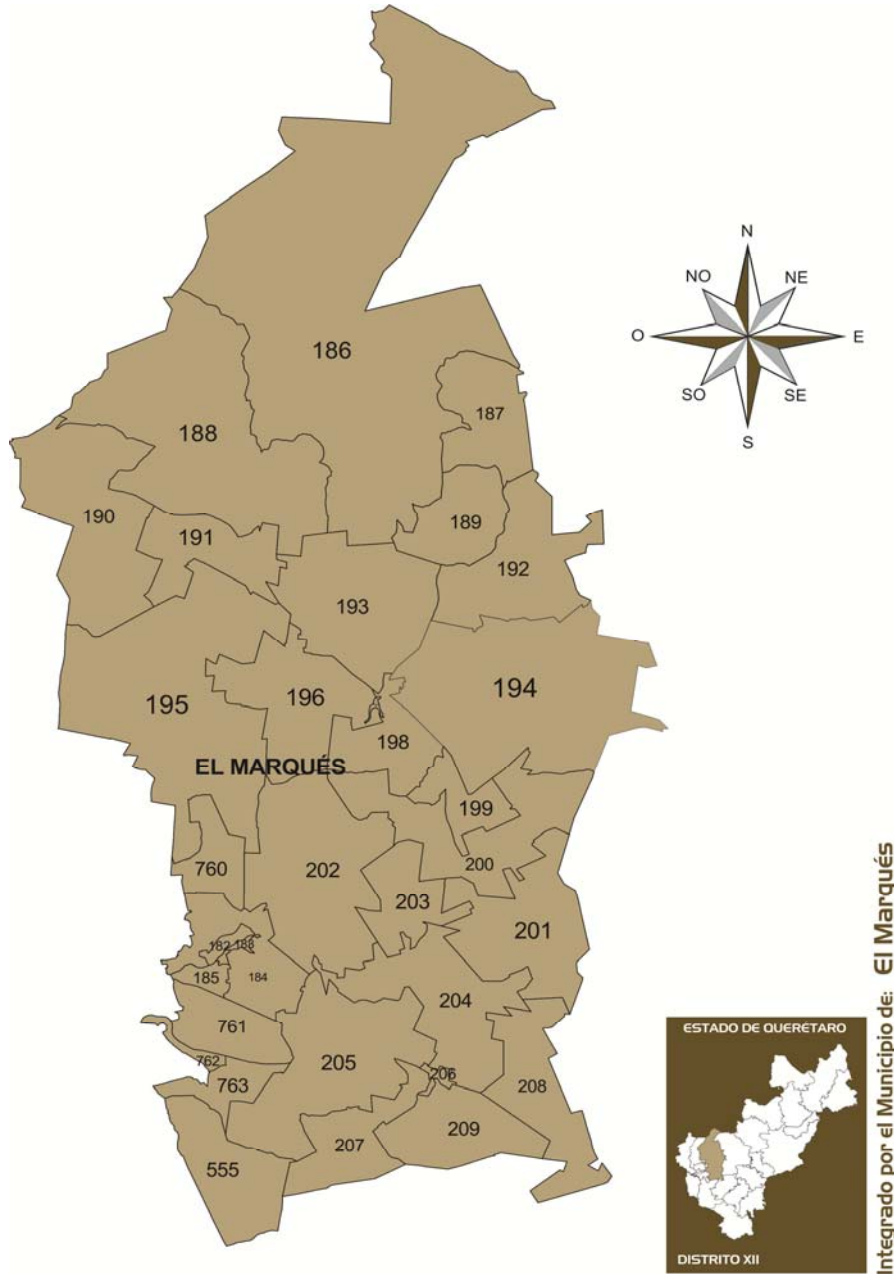 N
NO
NE
O
E
SO
SE
S
186
187
188
189
190
191
192
193
194
195
196
198
EL MARQUÉS
199
200
760
202
203
201
182
183
185
184
204
761
762
205
206
763
208
209
207
555
ESTADO DE QUERÉTARO
DISTRITO XII
Integrado por el Municipio de: El Marqués